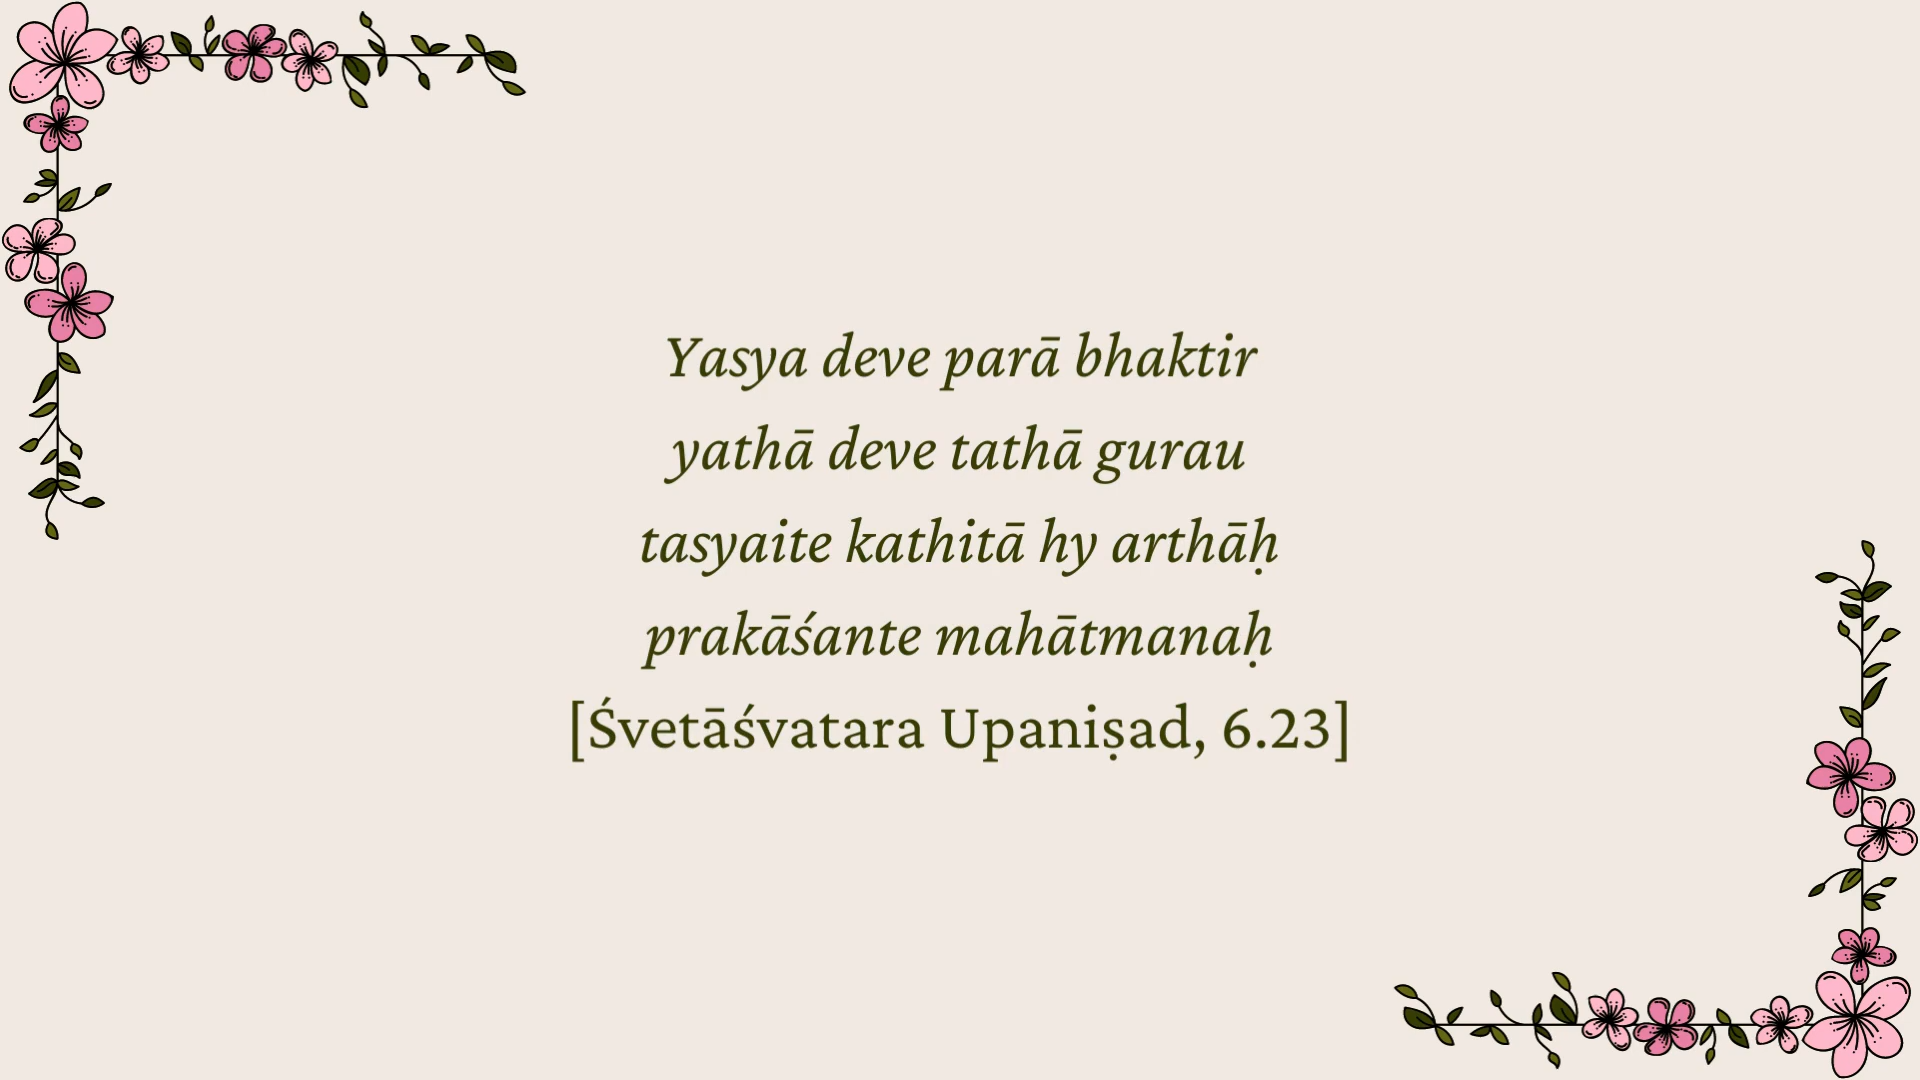 Yasya deve parā bhaktir
yathā deve tathā gurau
tasyaite kathitā hy arthāḥ
prakāśante mahātmanaḥ
[Śvetāśvatara Upaniṣad, 6.23]